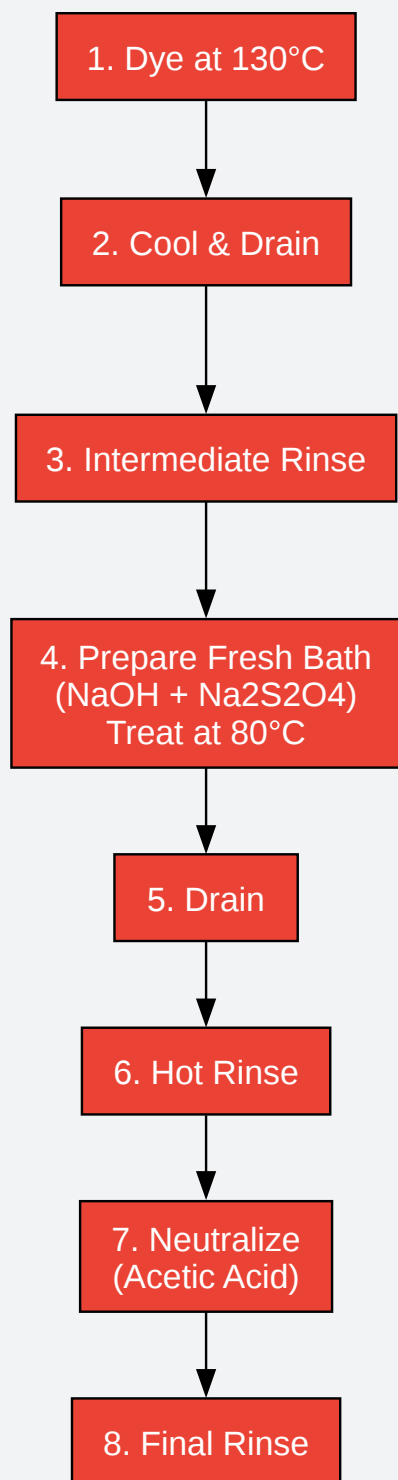 1. Dye at 130°C
2. Cool & Drain
3. Intermediate Rinse
4. Prepare Fresh Bath
(NaOH + Na2S2O4)
Treat at 80°C
5. Drain
6. Hot Rinse
7. Neutralize
(Acetic Acid)
8. Final Rinse